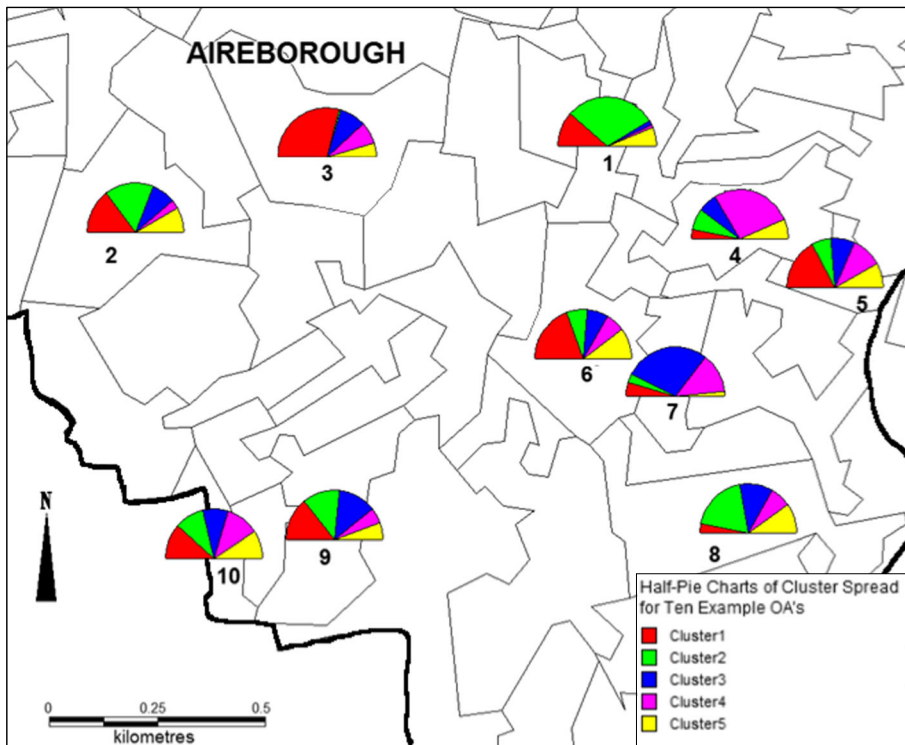 AIREBOROUGH
1
3
2
4
5
6
7
N
8
9
10
Half-Pie Charts of Cluster Spread
for Ten Example OA's
Cluster1
Cluster2
Cluster3
Cluster4
Cluster5
0 0.25 0.5
kilometres